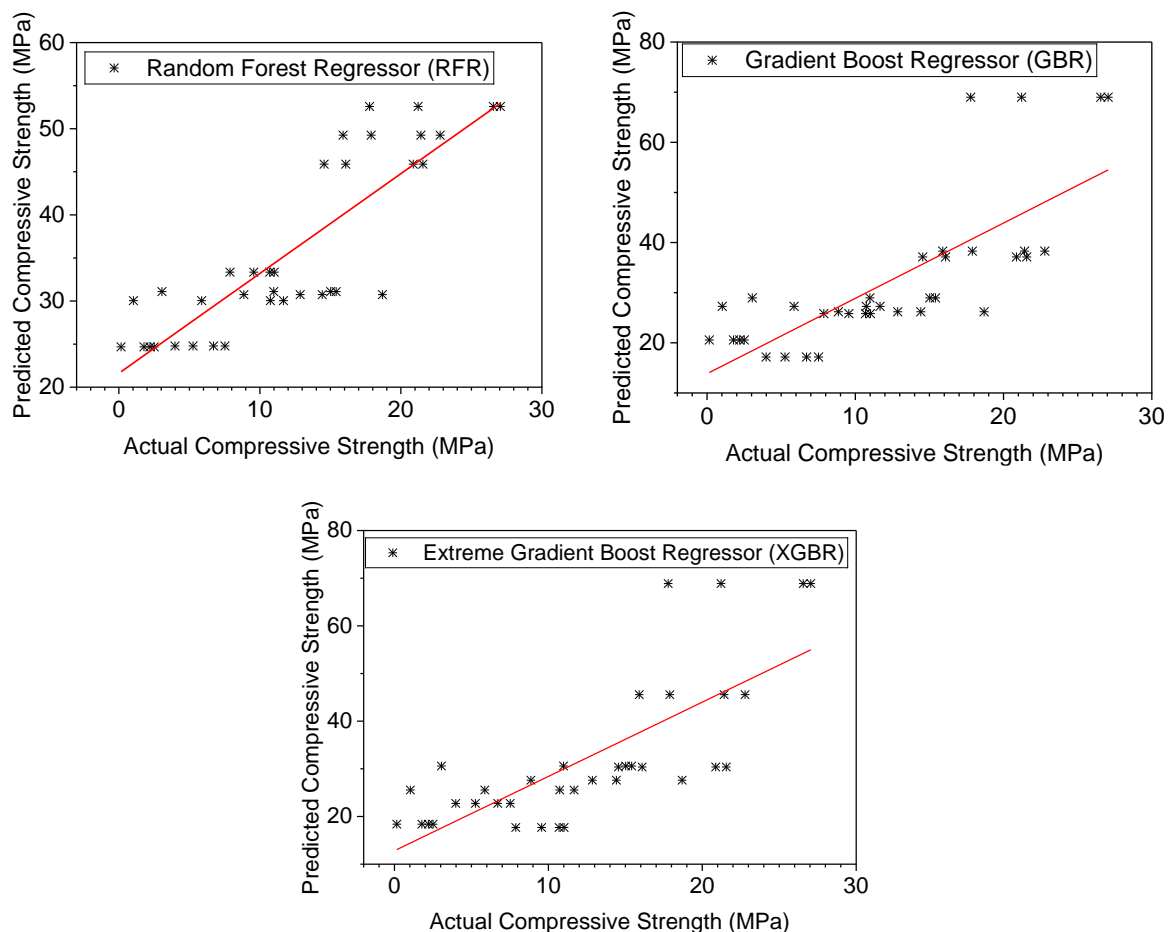 Random Forest Regressor (RFR)
Predicted Compressive Strength (MPa)
60
50
40
30
20
0
10
20
30
Actual Compressive Strength (MPa)
Gradient Boost Regressor (GBR)
Predicted Compressive Strength (MPa)
80
60
40
20
0
10
20
30
Actual Compressive Strength (MPa)
Extreme Gradient Boost Regressor (XGBR)
Predicted Compressive Strength (MPa)
80
60
40
20
0
10
20
30
Actual Compressive Strength (MPa)